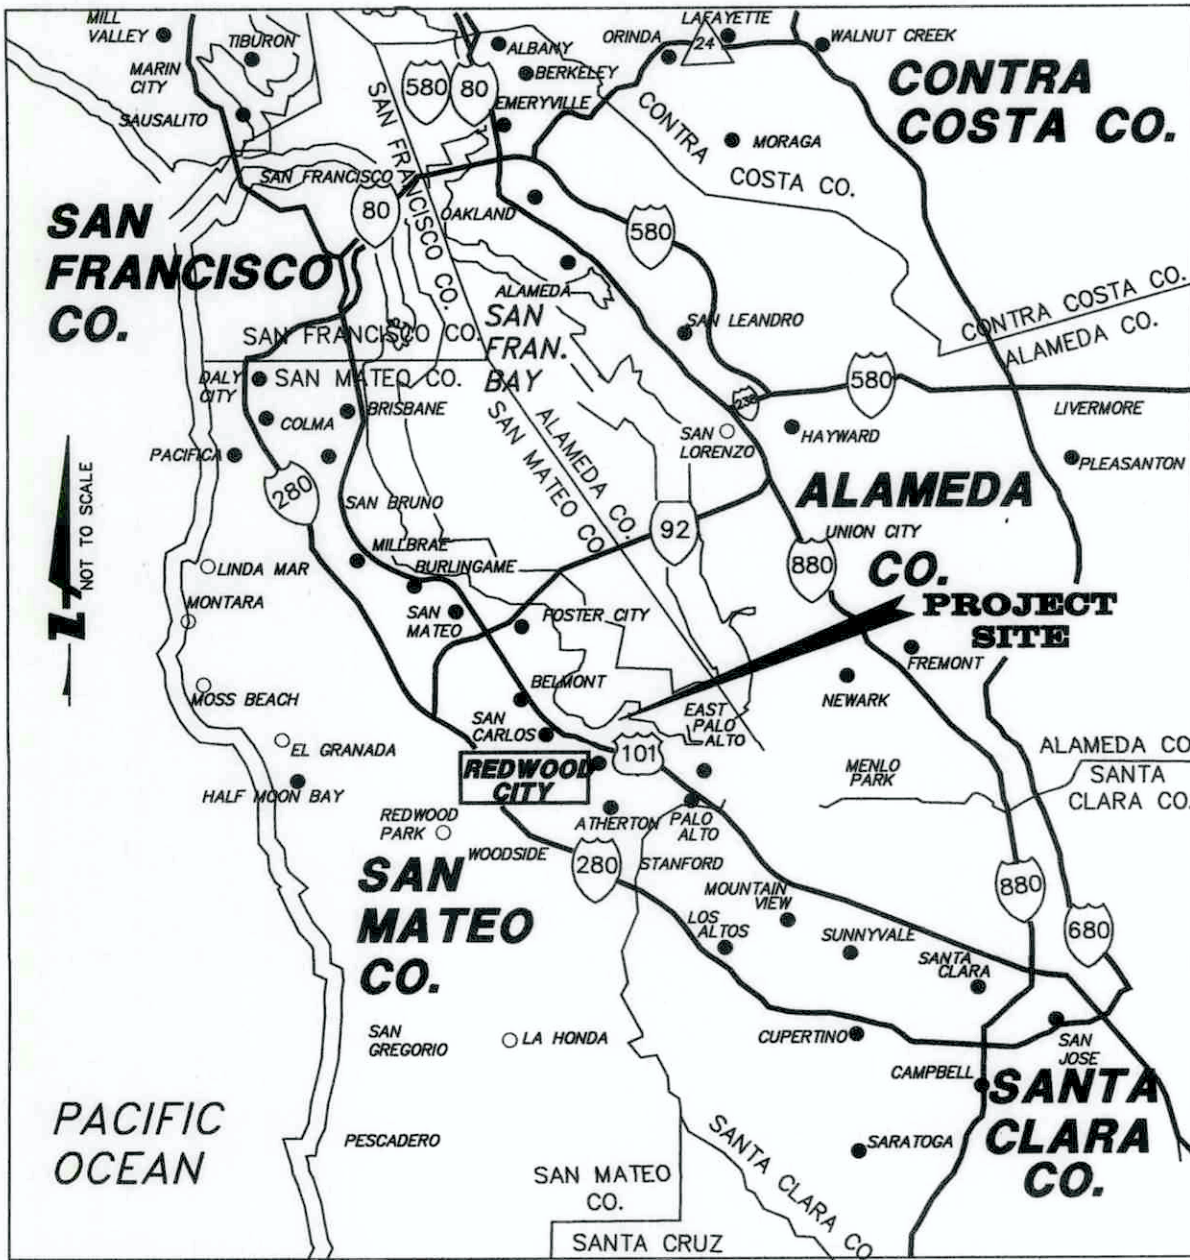 MILL
VALLEY
TIBURON
MARIN
CITY
SAUSALITO
ALBANY
BERKELEY
580
80
EMERYVILLE
ORINDA
LAFAYETTE
24
WALNUT CREEK
CONTRA
COSTA CO.
MORAGA
CONTRA
COSTA CO.
SAN FRANCISCO
SAN FRANCISCO CO.
80
OAKLAND
580
SAN
FRANCISCO
CO.
ALAMEDA
SAN
FRAN.
BAY
SAN LEANDRO
CONTRA COSTA CO.
ALAMEDA CO.
SAN FRANCISCO CO.
SAN MATEO CO.
DALY
CITY
COLMA
BRISBANE
238
580
LIVERMORE
PACIFICA
280
SAN BRUNO
ALAMEDA CO.
SAN MATEO CO
SAN
LORENZO
HAYWARD
PLEASANTON
ALAMEDA
CO.
NOT TO SCALE
Z
LINDA MAR
MILLBRAE
BURLINGAME
92
UNION CITY
880
PROJECT
SITE
MONTARA
SAN
MATEO
FOSTER CITY
FREMONT
NEWARK
MOSS BEACH
BELMONT
SAN
CARLOS
EAST
PALO
ALTO
EL GRANADA
101
REDWOOD
CITY
MENLO
PARK
ALAMEDA CO
SANTA
CLARA CO.
HALF MOON BAY
REDWOOD
PARK
ATHERTON
PALO
ALTO
WOODSIDE
280
STANFORD
880
SAN
MATEO
CO.
MOUNTAIN
VIEW
LOS
ALTOS
SUNNYVALE
680
SANTA
CLARA
SAN
GREGORIO
LA HONDA
CUPERTINO
SAN
JOSE
CAMPBELL
SANTA
CLARA
CO.
PACIFIC
OCEAN
PESCADERO
SARATOGA
SAN MATEO
CO.
SANTA CLARA CO
SANTA CRUZ